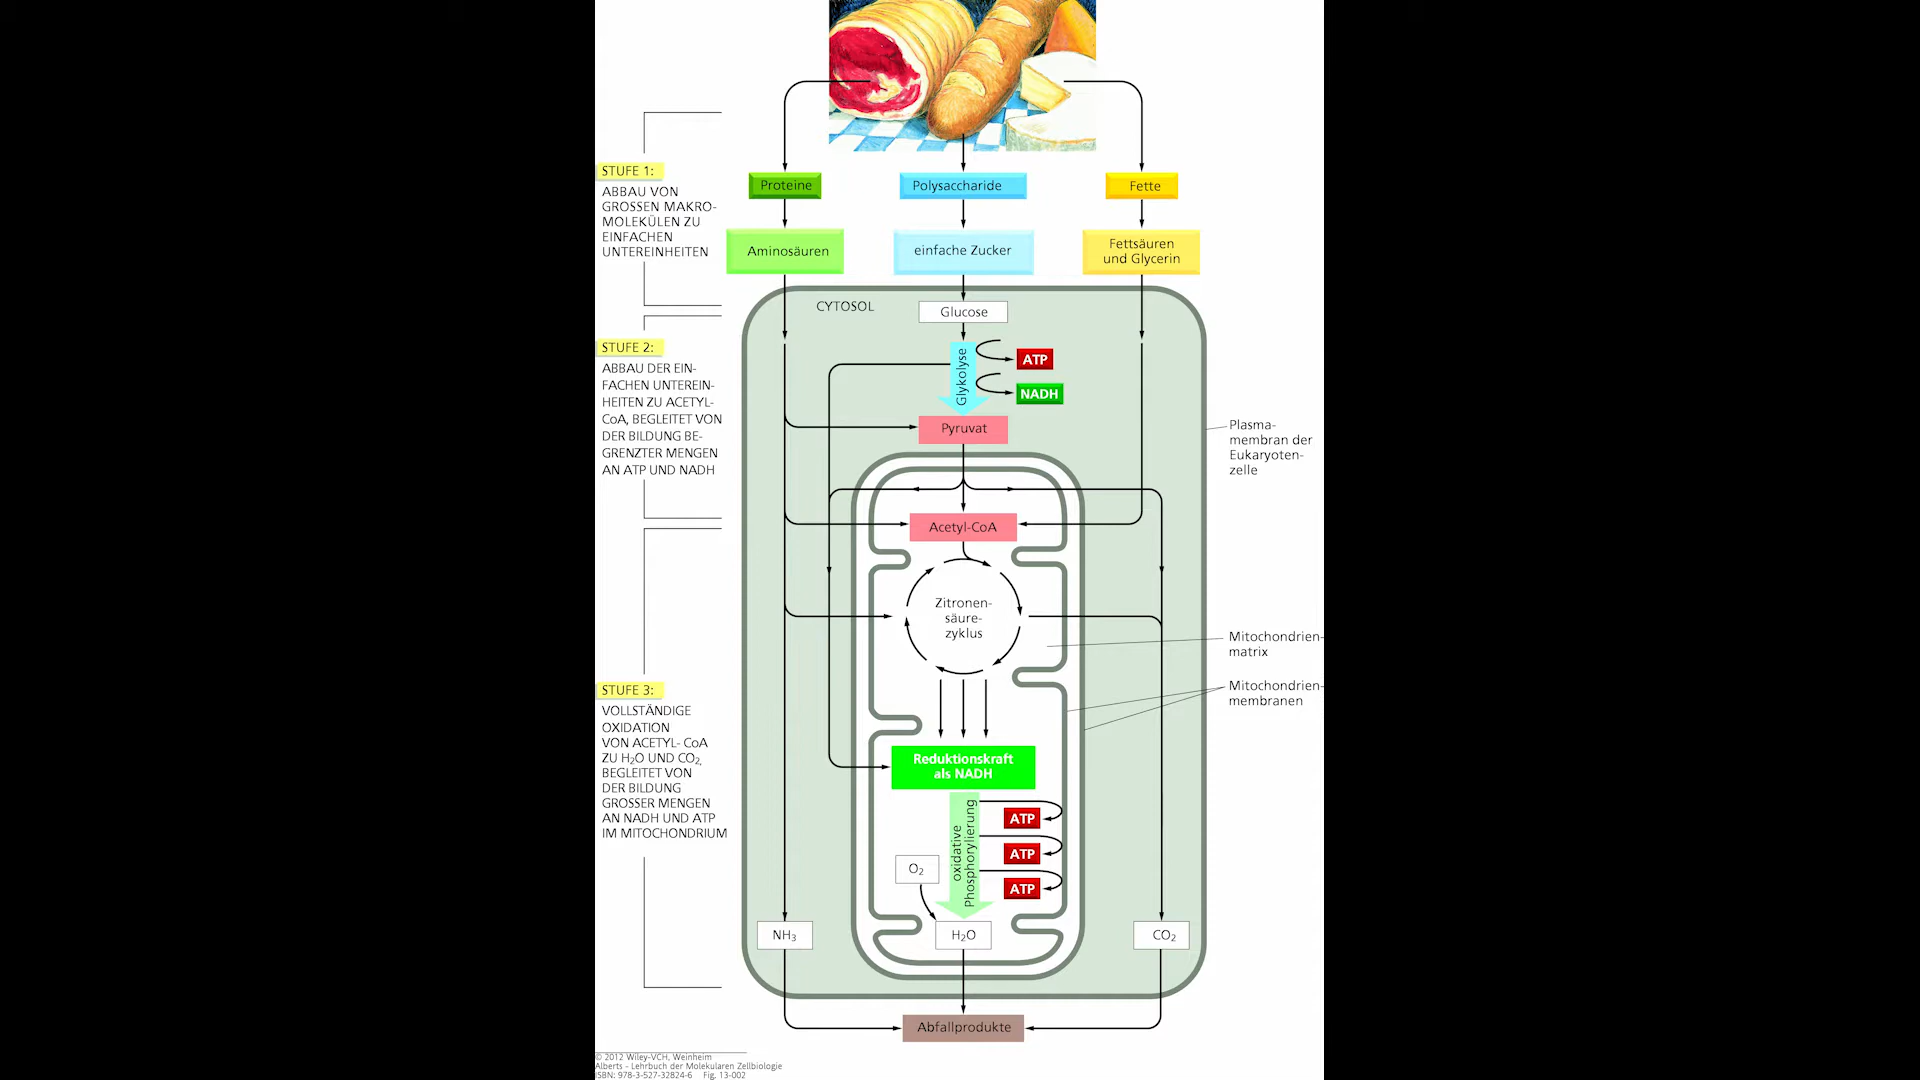 Proteine
Polysaccharide
Fette
STUFE 1:
ABBAU VON
GROSSEN MAKRO-
MOLEKÜLEN ZU
EINFACHEN
UNTEREINHEITEN
Aminosäuren
einfache Zucker
Fettsäuren
und Glycerin
CYTOSOL
Glucose
STUFE 2:
ABBAU DER EIN-
FACHEN UNTEREIN-
HEITEN ZU ACETYL-
CoA, BEGLEITET VON
DER BILDUNG BE-
GRENZTER MENGEN
AN ATP UND NADH
Glykolyse
ATP
NADH
Pyruvat
Plasma-
membran der
Eukaryoten-
zelle
Acetyl-CoA
Zitronen-
säure-
zyklus
Mitochondrien-
matrix
Mitochondrien-
membranen
STUFE 3:
VOLLSTÄNDIGE
OXIDATION
VON ACETYL- CoA
ZU H₂O UND CO₂,
BEGLEITET VON
DER BILDUNG
GROSSER MENGEN
AN NADH UND ATP
IM MITOCHONDRIUM
Reduktionskraft
als NADH
oxidative
Phosphorylierung
ATP
ATP
ATP
O₂
NH₃
H₂O
CO₂
Abfallprodukte
© 2012 Wiley-VCH, Weinheim
Alberts - Lehrbuch der Molekularen Zellbiologie
ISBN: 978-3-527-32824-6 Fig. 13-002